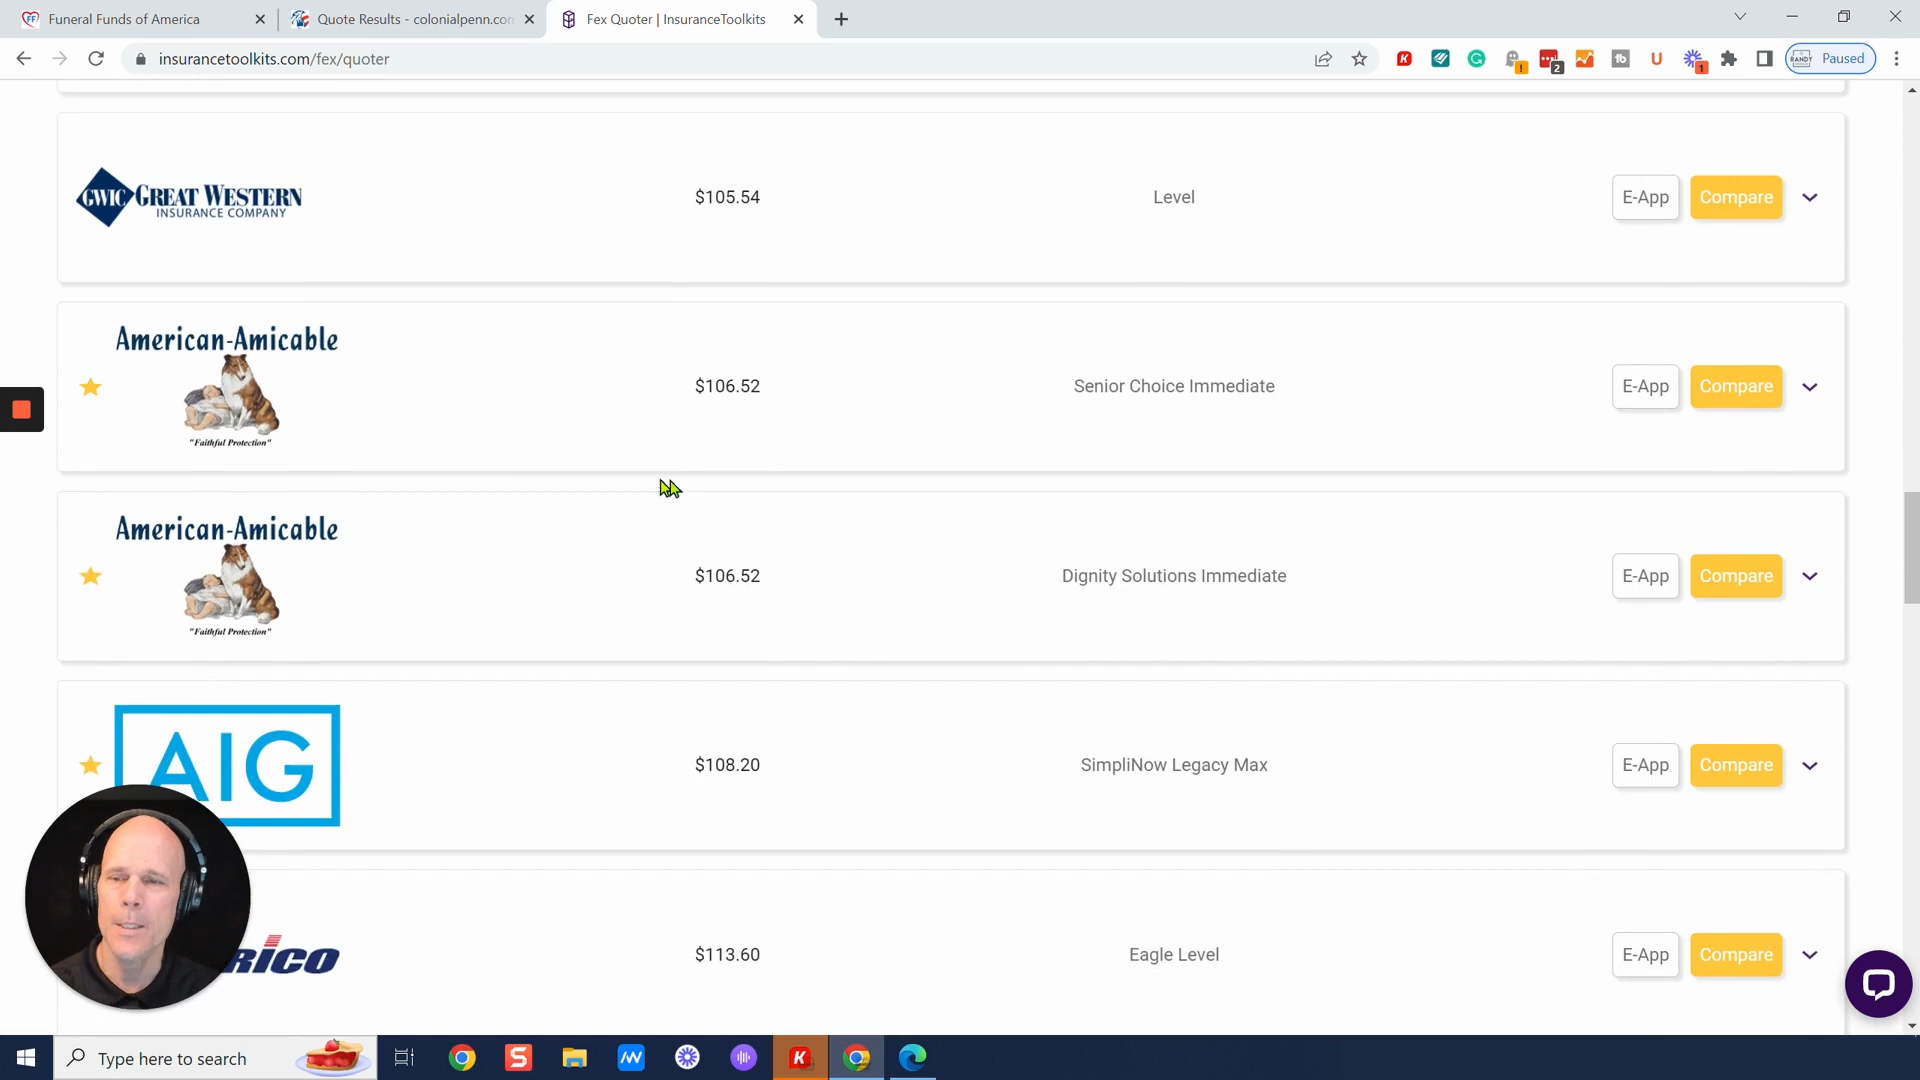 Funeral Funds of America
Quote Results - colonialpenn.com
Fex Quoter | InsuranceToolkits
insurancetoolkits.com/fex/quoter
RANDY
Paused
GWIC GREAT WESTERN
INSURANCE COMPANY
$105.54
Level
E-App
Compare
American-Amicable
"Faithful Protection"
$106.52
Senior Choice Immediate
E-App
Compare
American-Amicable
"Faithful Protection"
$106.52
Dignity Solutions Immediate
E-App
Compare
AIG
$108.20
SimpliNow Legacy Max
E-App
Compare
RICO
$113.60
Eagle Level
E-App
Compare
Type here to search